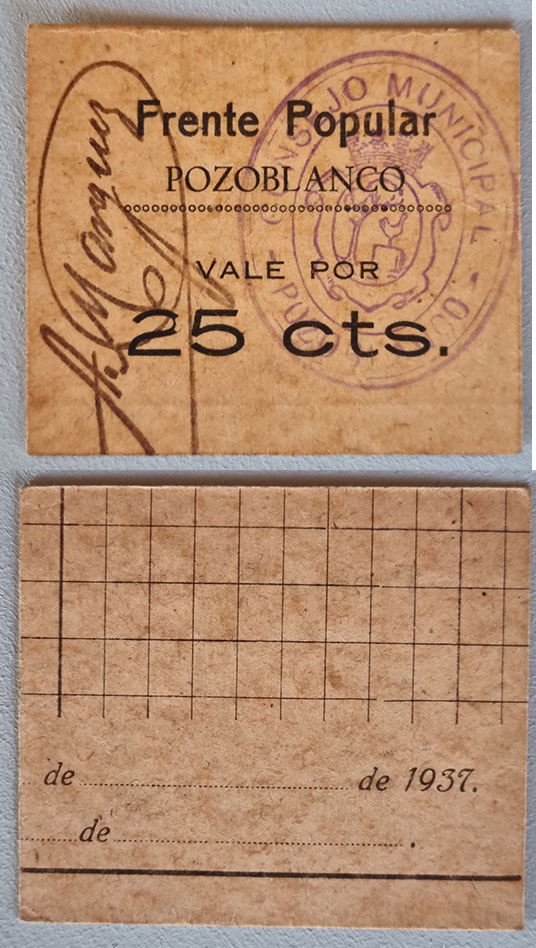 Frente Popular
POZOBLANCO
VALE POR
25 cts.
CONSEJO MUNICIPAL
de de 1937.
de .